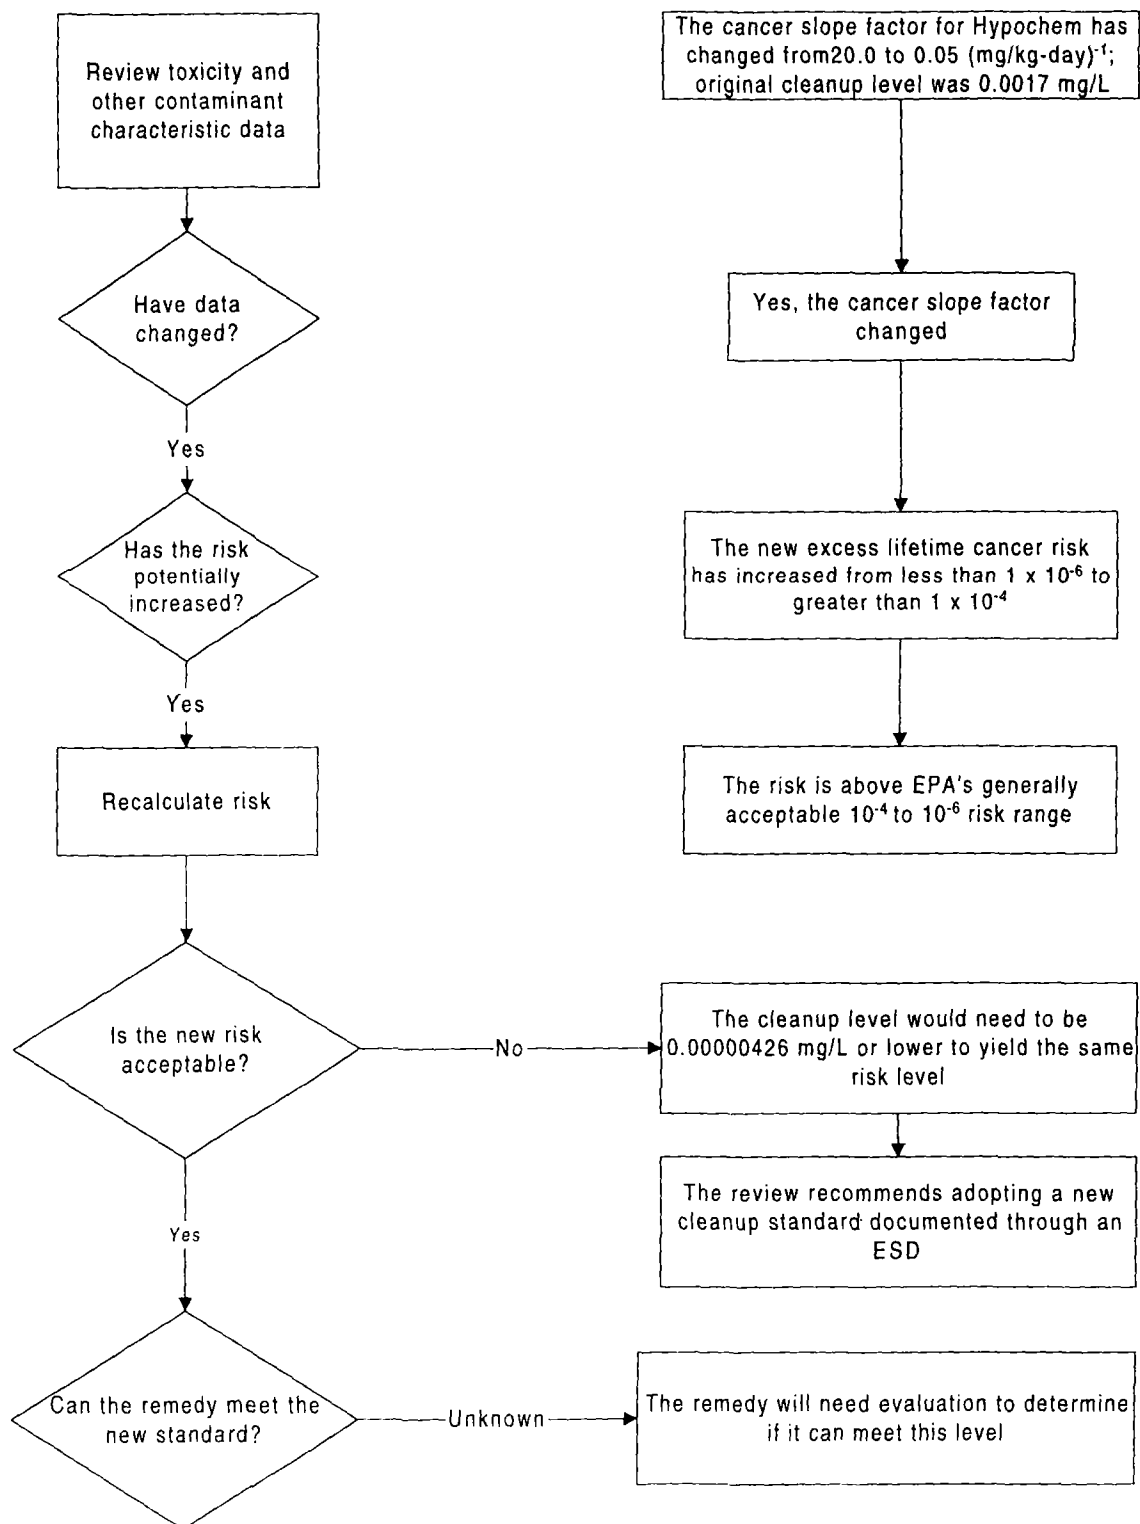 Review toxicity and
other contaminant
characteristic data
The cancer slope factor for Hypochem has
changed from20.0 to 0.05 (mg/kg-day)⁻¹;
original cleanup level was 0.0017 mg/L
Have data
changed?
Yes, the cancer slope factor
changed
Yes
Has the risk
potentially
increased?
The new excess lifetime cancer risk
has increased from less than 1 x 10⁻⁶ to
greater than 1 x 10⁻⁴
Yes
Recalculate risk
The risk is above EPA's generally
acceptable 10⁻⁴ to 10⁻⁶ risk range
Is the new risk
acceptable?
No
The cleanup level would need to be
0.00000426 mg/L or lower to yield the same
risk level
The review recommends adopting a new
cleanup standard documented through an
ESD
Yes
Can the remedy meet the
new standard?
Unknown
The remedy will need evaluation to determine
if it can meet this level